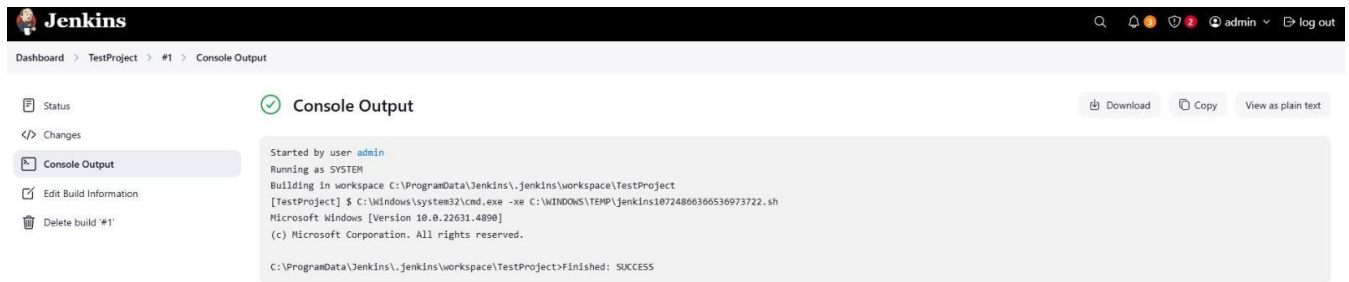 Jenkins
3
2
admin
log out
Dashboard > TestProject > #1 > Console Output
Status
Changes
Console Output
Edit Build Information
Delete build '#1'
Console Output
Download
Copy
View as plain text
Started by user admin
Running as SYSTEM
Building in workspace C:\ProgramData\Jenkins\.jenkins\workspace\TestProject
[TestProject] $ C:\Windows\system32\cmd.exe -xe C:\WINDOWS\TEMP\jenkins10724866366536973722.sh
Microsoft Windows [Version 10.0.22631.4890]
(c) Microsoft Corporation. All rights reserved.
C:\ProgramData\Jenkins\.jenkins\workspace\TestProject>Finished: SUCCESS